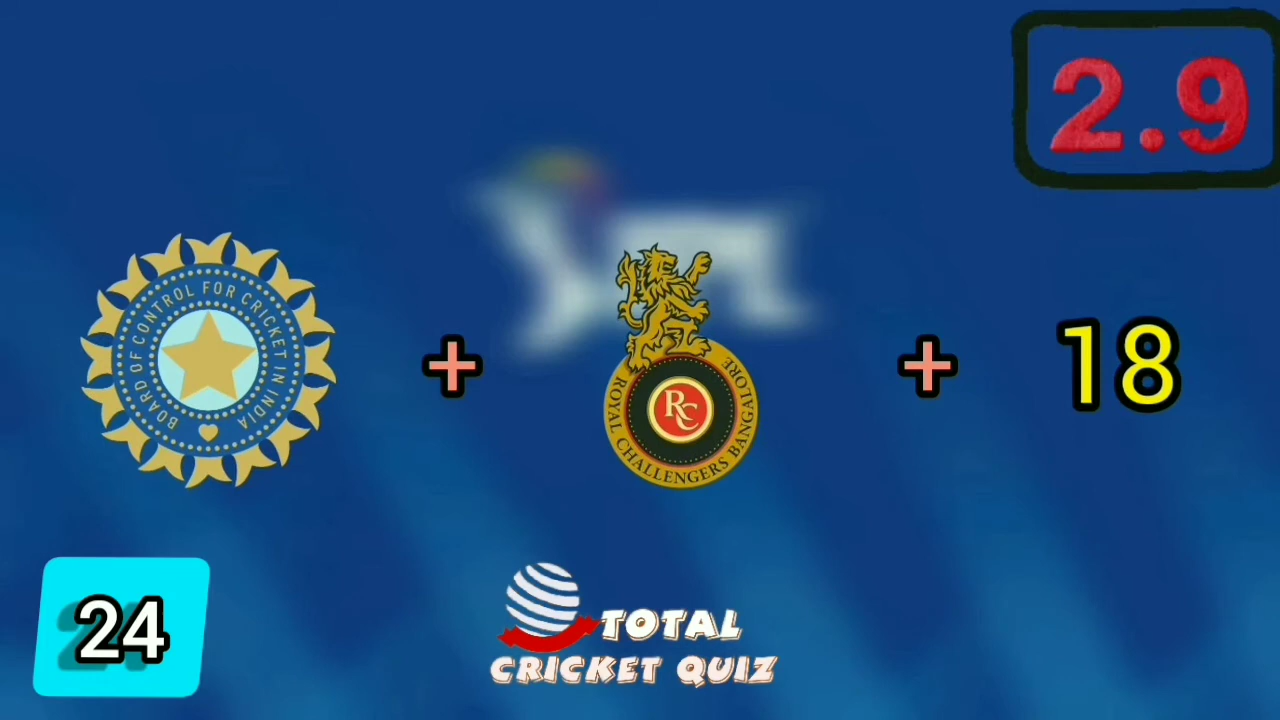 2.9
BOARD OF CONTROL FOR CRICKET IN INDIA
+
RC
ROYAL CHALLENGERS BANGALORE
+
18
24
TOTAL
CRICKET QUIZ